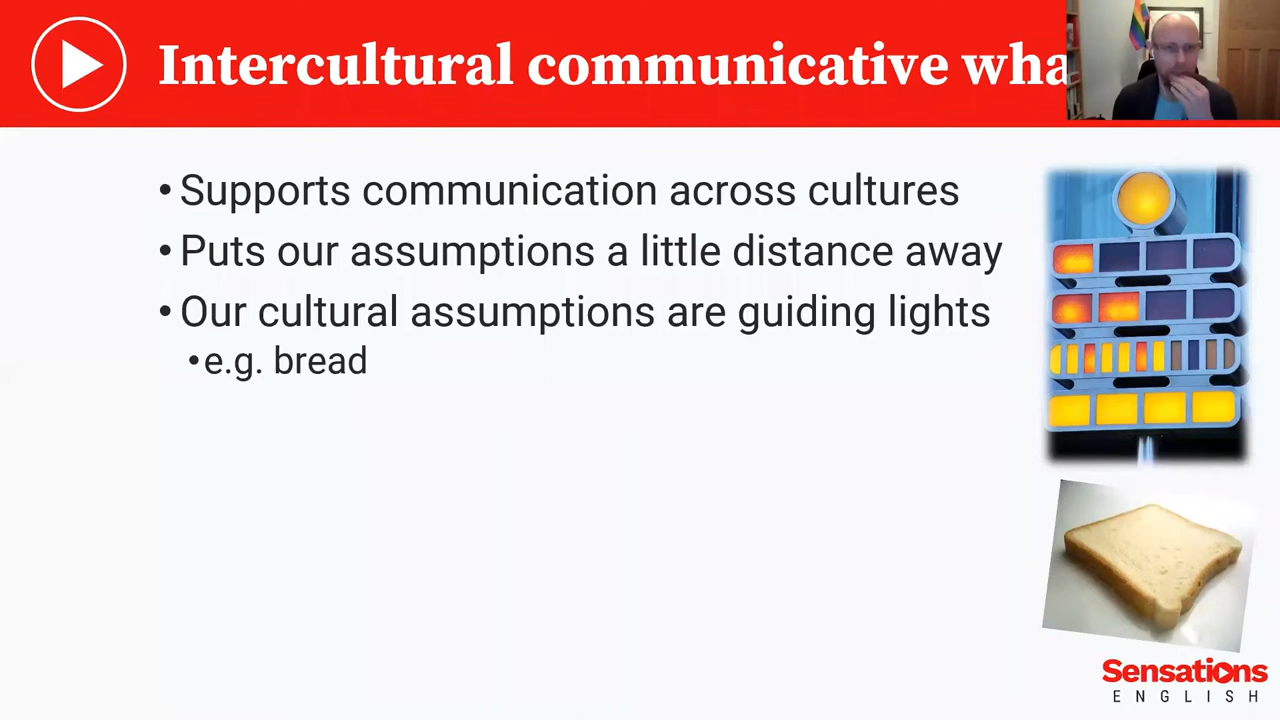 Intercultural communicative wha
• Supports communication across cultures
• Puts our assumptions a little distance away
• Our cultural assumptions are guiding lights
• e.g. bread
Sensations
ENGLISH